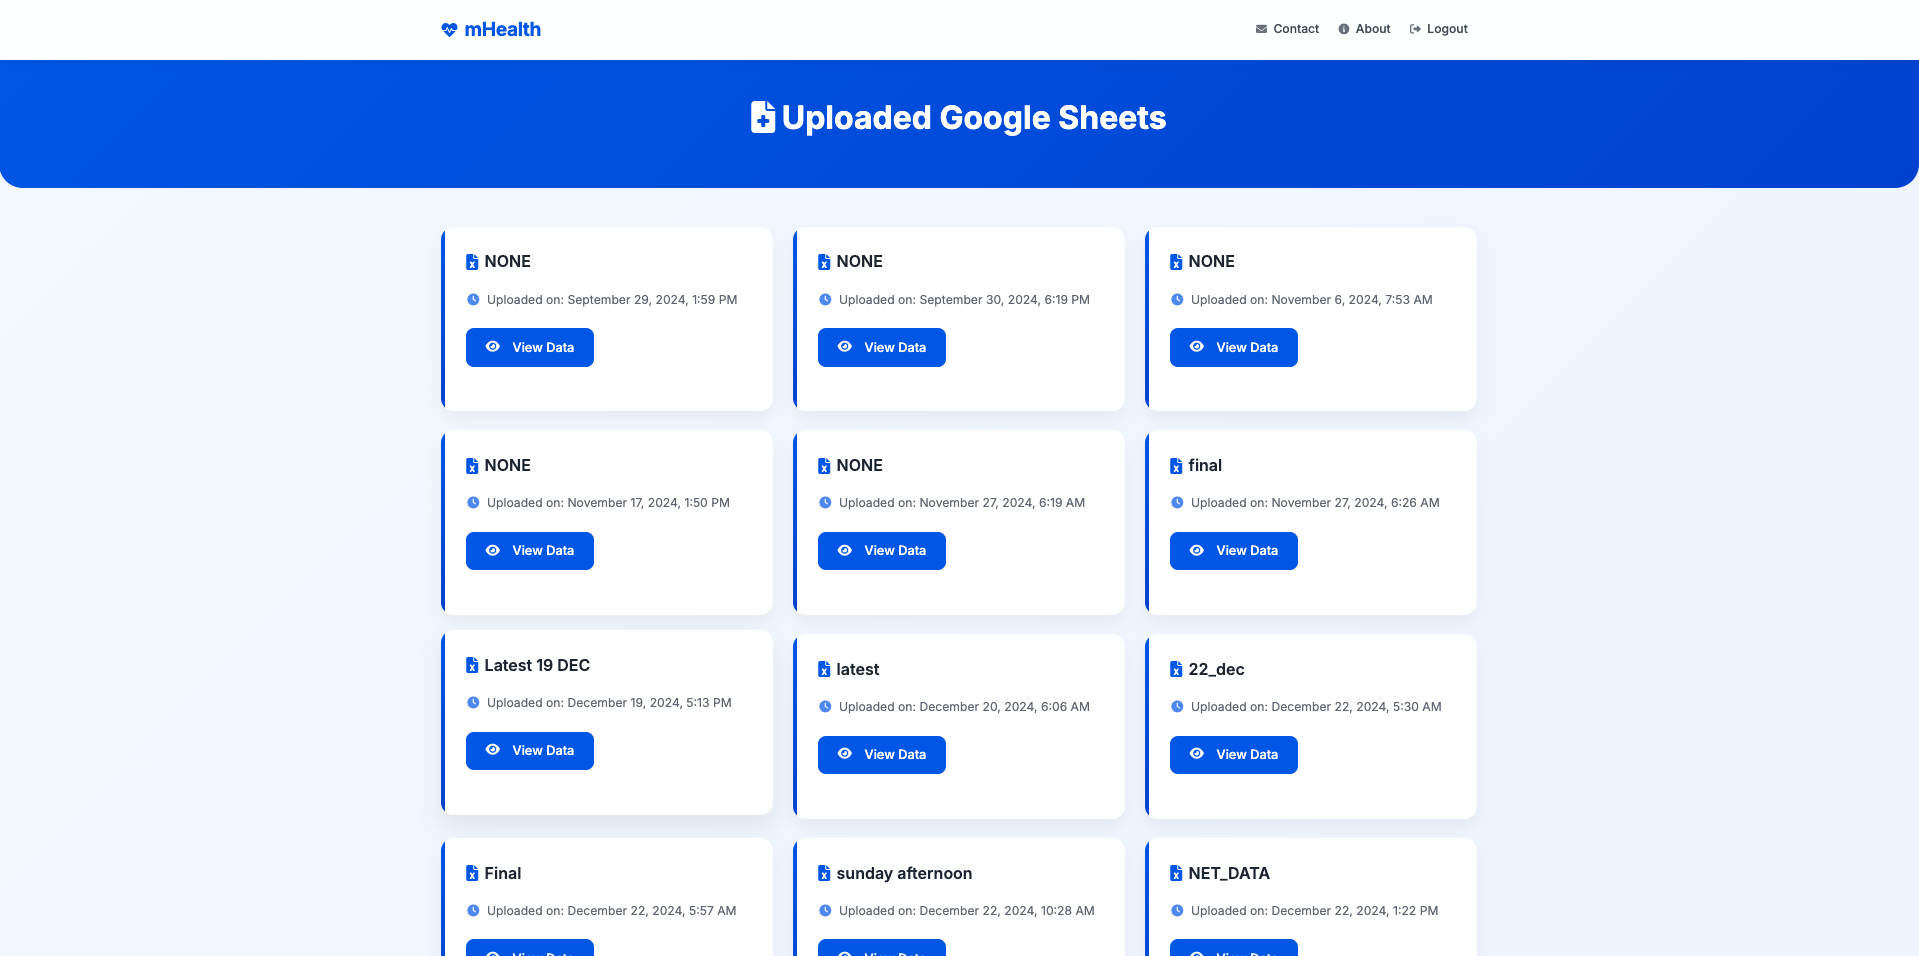 mHealth
Contact
About
Logout
Uploaded Google Sheets
NONE
Uploaded on: September 29, 2024, 1:59 PM
View Data
NONE
Uploaded on: September 30, 2024, 6:19 PM
View Data
NONE
Uploaded on: November 6, 2024, 7:53 AM
View Data
NONE
Uploaded on: November 17, 2024, 1:50 PM
View Data
NONE
Uploaded on: November 27, 2024, 6:19 AM
View Data
final
Uploaded on: November 27, 2024, 6:26 AM
View Data
Latest 19 DEC
Uploaded on: December 19, 2024, 5:13 PM
View Data
latest
Uploaded on: December 20, 2024, 6:06 AM
View Data
22_dec
Uploaded on: December 22, 2024, 5:30 AM
View Data
Final
Uploaded on: December 22, 2024, 5:57 AM
View Data
sunday afternoon
Uploaded on: December 22, 2024, 10:28 AM
View Data
NET_DATA
Uploaded on: December 22, 2024, 1:22 PM
View Data